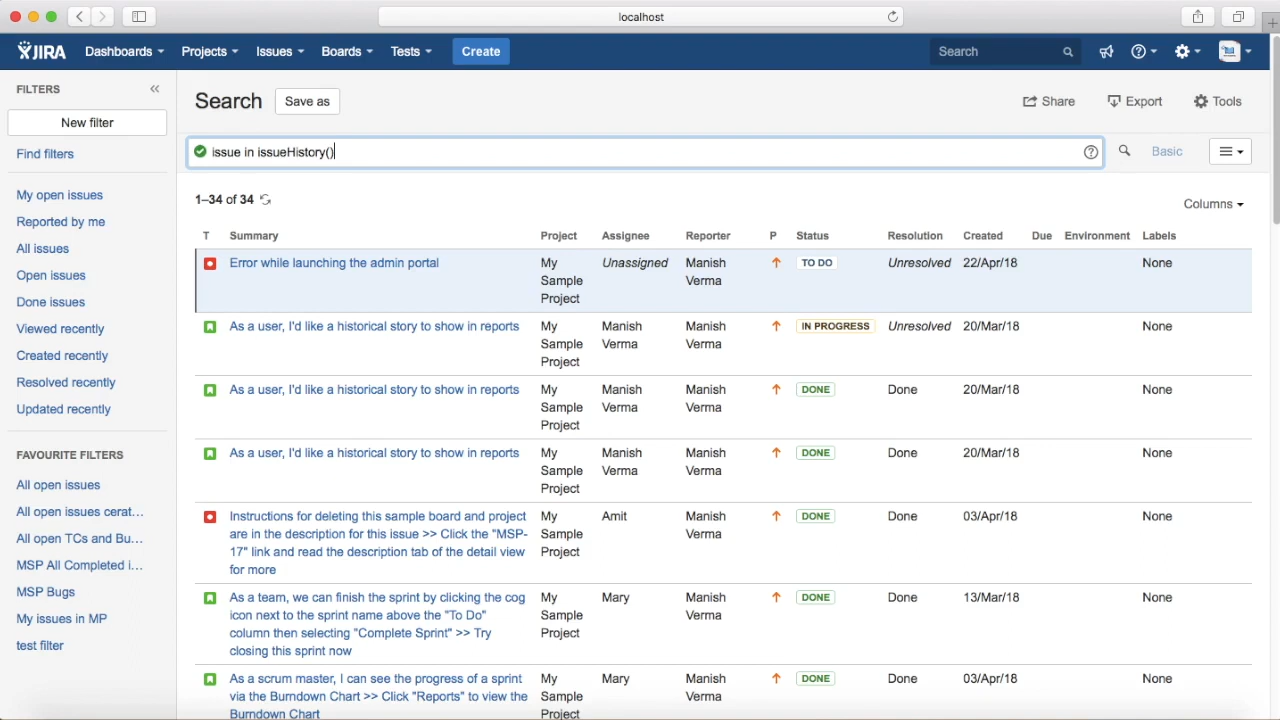 localhost
JIRA Dashboards Projects Issues Boards Tests Create Search
FILTERS
New filter
Find filters
My open issues
Reported by me
All issues
Open issues
Done issues
Viewed recently
Created recently
Resolved recently
Updated recently
FAVOURITE FILTERS
All open issues
All open issues cerat...
All open TCs and Bu...
MSP All Completed i...
MSP Bugs
My issues in MP
test filter
Search Save as Share Export Tools
issue in issueHistory() Basic
1–34 of 34
Columns
T Summary Project Assignee Reporter P Status Resolution Created Due Environment Labels
Error while launching the admin portal My Unassigned Manish TO DO Unresolved 22/Apr/18 None
Sample Verma
Project
As a user, I'd like a historical story to show in reports My Manish Manish IN PROGRESS Unresolved 20/Mar/18 None
Sample Verma Verma
Project
As a user, I'd like a historical story to show in reports My Manish Manish DONE Done 20/Mar/18 None
Sample Verma Verma
Project
As a user, I'd like a historical story to show in reports My Manish Manish DONE Done 20/Mar/18 None
Sample Verma Verma
Project
Instructions for deleting this sample board and project My Amit Manish DONE Done 03/Apr/18 None
are in the description for this issue >> Click the "MSP- Sample Verma
17" link and read the description tab of the detail view Project
for more
As a team, we can finish the sprint by clicking the cog My Mary Manish DONE Done 13/Mar/18 None
icon next to the sprint name above the "To Do" Sample Verma
column then selecting "Complete Sprint" >> Try Project
closing this sprint now
As a scrum master, I can see the progress of a sprint My Mary Manish DONE Done 03/Apr/18 None
via the Burndown Chart >> Click "Reports" to view the Sample Verma
Burndown Chart Project